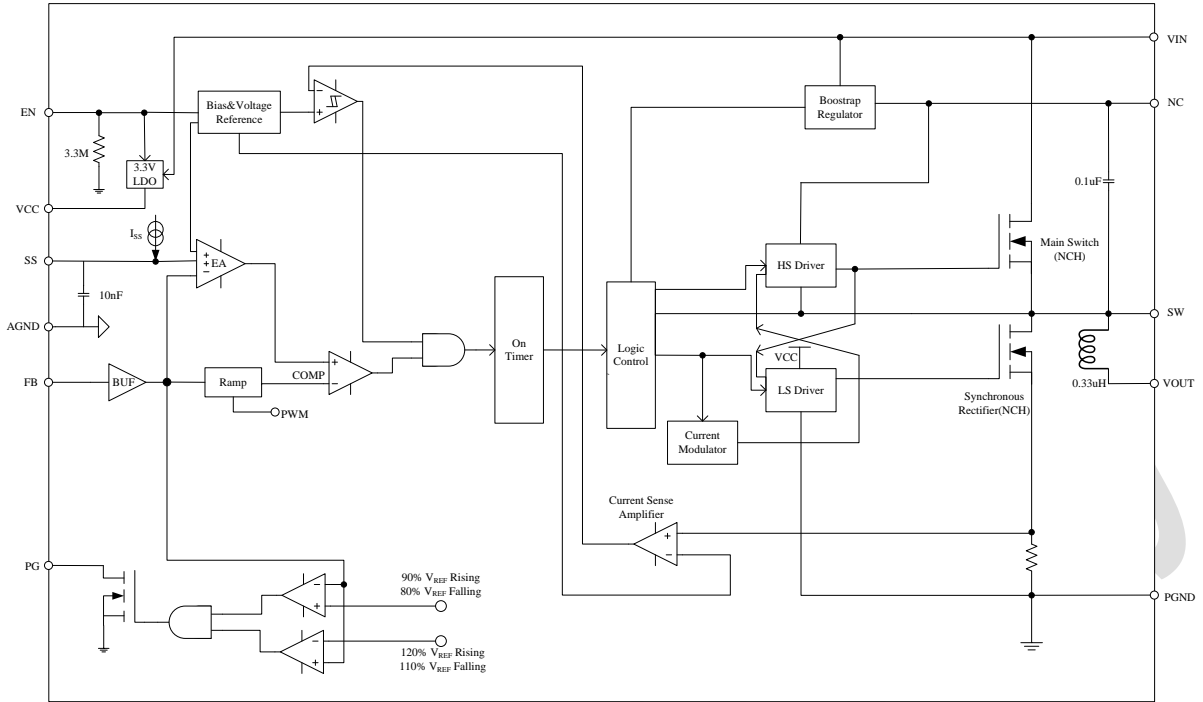 VIN
EN
Bias&Voltage
Reference
Boostrap
Regulator
NC
3.3M
3.3V
LDO
0.1uF
VCC
ISS
SS
EA
HS Driver
Main Switch
(NCH)
10nF
AGND
SW
On
Timer
Logic
Control
VCC
FB
BUF
Ramp
COMP
PWM
LS Driver
0.33uH
VOUT
Synchronous
Rectifier(NCH)
Current
Modulator
Current Sense
Amplifier
PG
90% VREF Rising
80% VREF Falling
PGND
120% VREF Rising
110% VREF Falling